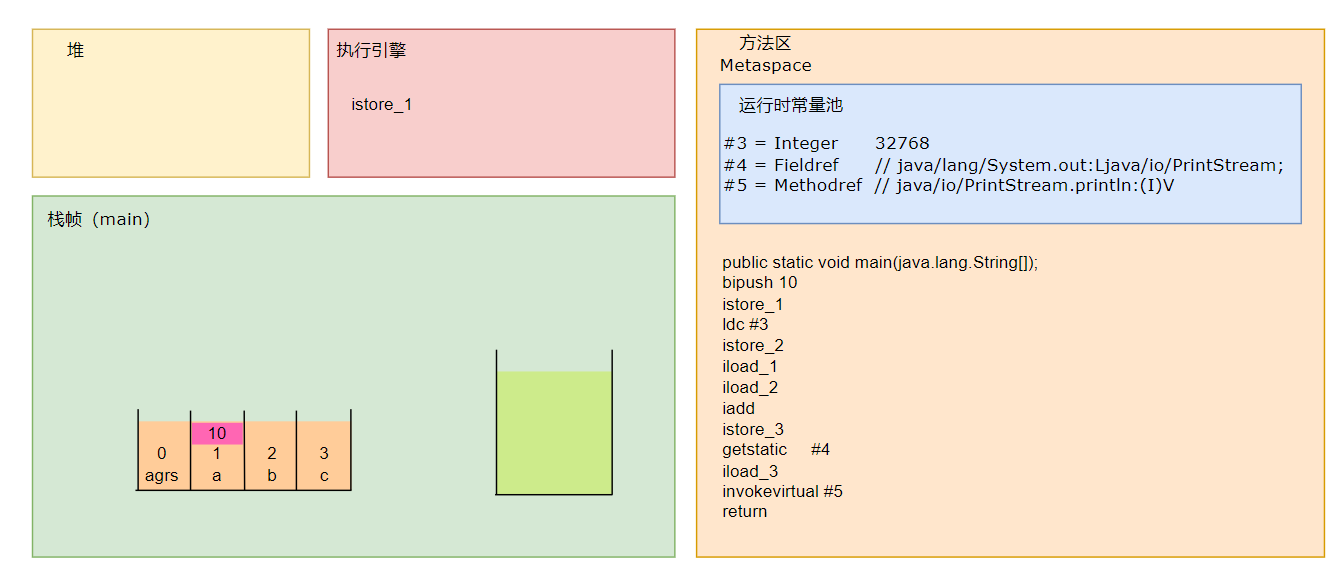 堆
执行引擎
istore_1
栈帧（main）
10
0 1 2 3
agrs a b c
方法区
Metaspace
运行时常量池
#3 = Integer 32768
#4 = Fieldref // java/lang/System.out:Ljava/io/PrintStream;
#5 = Methodref // java/io/PrintStream.println:(I)V
public static void main(java.lang.String[]);
bipush 10
istore_1
ldc #3
istore_2
iload_1
iload_2
iadd
istore_3
getstatic #4
iload_3
invokevirtual #5
return